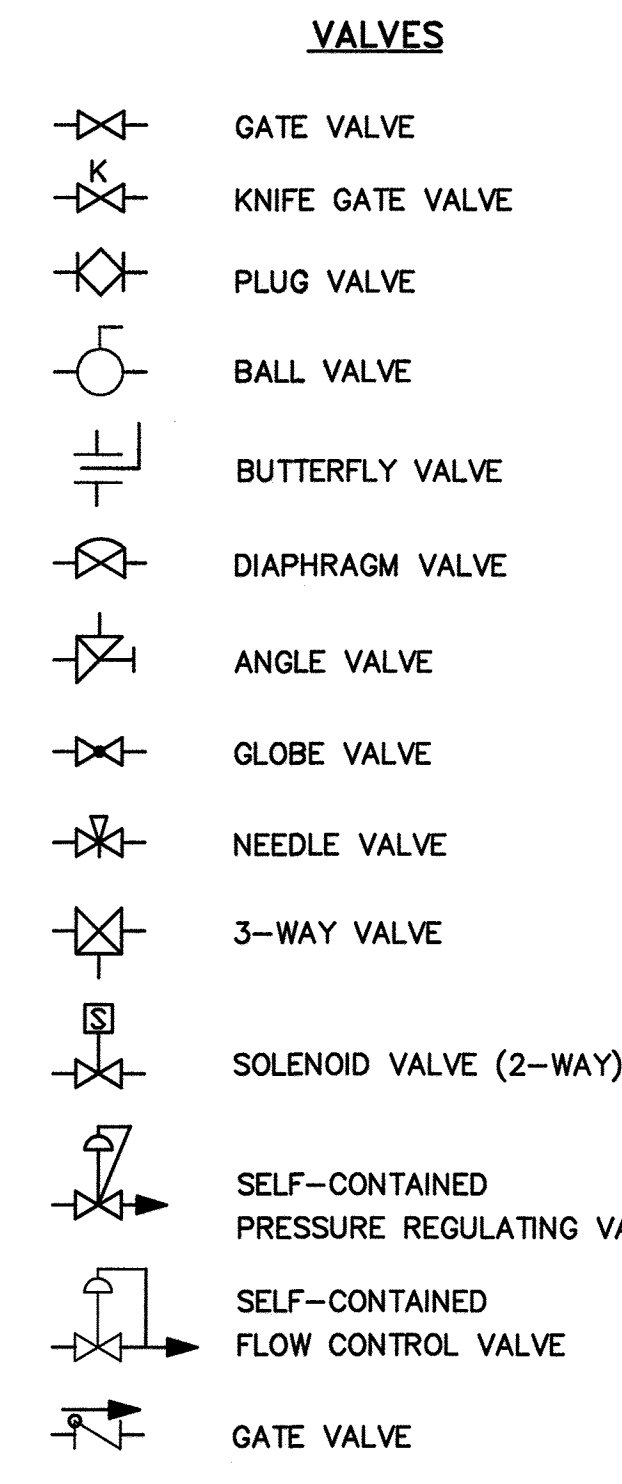 VALVES
GATE VALVE
K
KNIFE GATE VALVE
PLUG VALVE
BALL VALVE
BUTTERFLY VALVE
DIAPHRAGM VALVE
ANGLE VALVE
GLOBE VALVE
NEEDLE VALVE
3-WAY VALVE
S
SOLENOID VALVE (2-WAY)
SELF-CONTAINED
PRESSURE REGULATING
SELF-CONTAINED
FLOW CONTROL VALVE
GATE VALVE